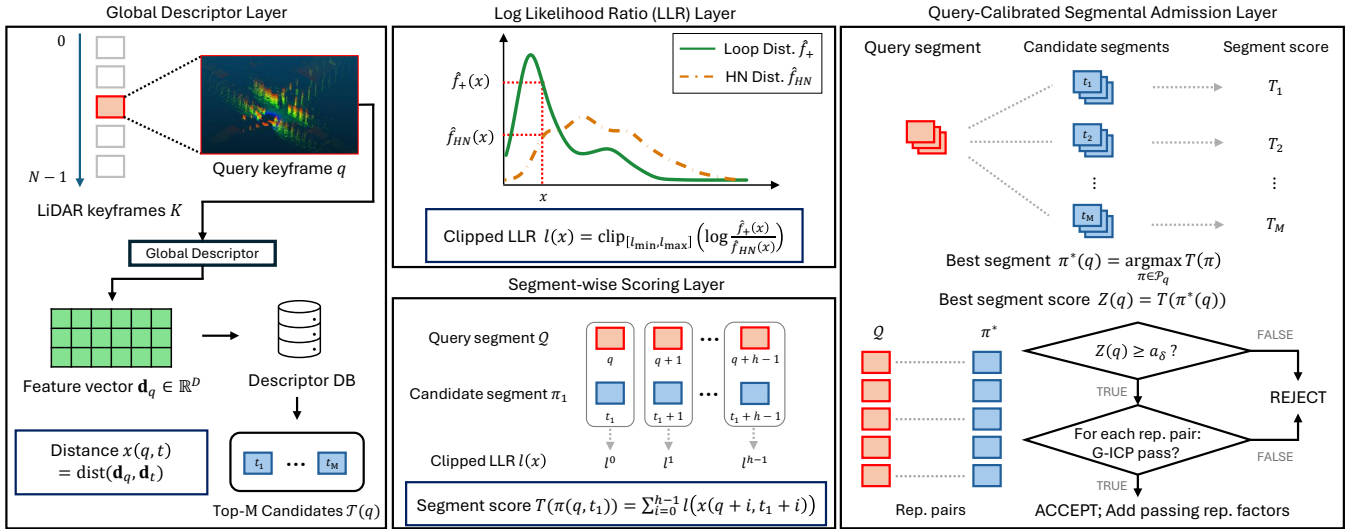 Global Descriptor Layer
0
N − 1
Query keyframe q
LiDAR keyframes K
Global Descriptor
Feature vector d_q ∈ ℝ^D
Descriptor DB
Distance x(q, t)
= dist(d_q, d_t)
t_1 ••• t_M
Top-M Candidates 𝒯(q)
Log Likelihood Ratio (LLR) Layer
Loop Dist. f̂_+
HN Dist. f̂_HN
f̂_+(x)
f̂_HN(x)
x
Clipped LLR l(x) = clip_[l_min,l_max] (log f̂_+(x) / f̂_HN(x))
Segment-wise Scoring Layer
Query segment 𝒬
q q + 1 ••• q + h − 1
Candidate segment π_1
t_1 t_1 + 1 ••• t_1 + h − 1
Clipped LLR l(x) l^0 l^1 l^{h−1}
Segment score T(π(q, t_1)) = ∑_{i=0}^{h−1} l(x(q + i, t_1 + i))
Query-Calibrated Segmental Admission Layer
Query segment Candidate segments Segment score
t_1 T_1
t_2 T_2
⋮ ⋮
t_M T_M
Best segment π*(q) = argmax_{π∈𝒫_q} T(π)
Best segment score Z(q) = T(π*(q))
𝒬 π*
Rep. pairs
Z(q) ≥ a_δ ?
FALSE
TRUE
REJECT
For each rep. pair:
G-ICP pass?
FALSE
TRUE
ACCEPT; Add passing rep. factors